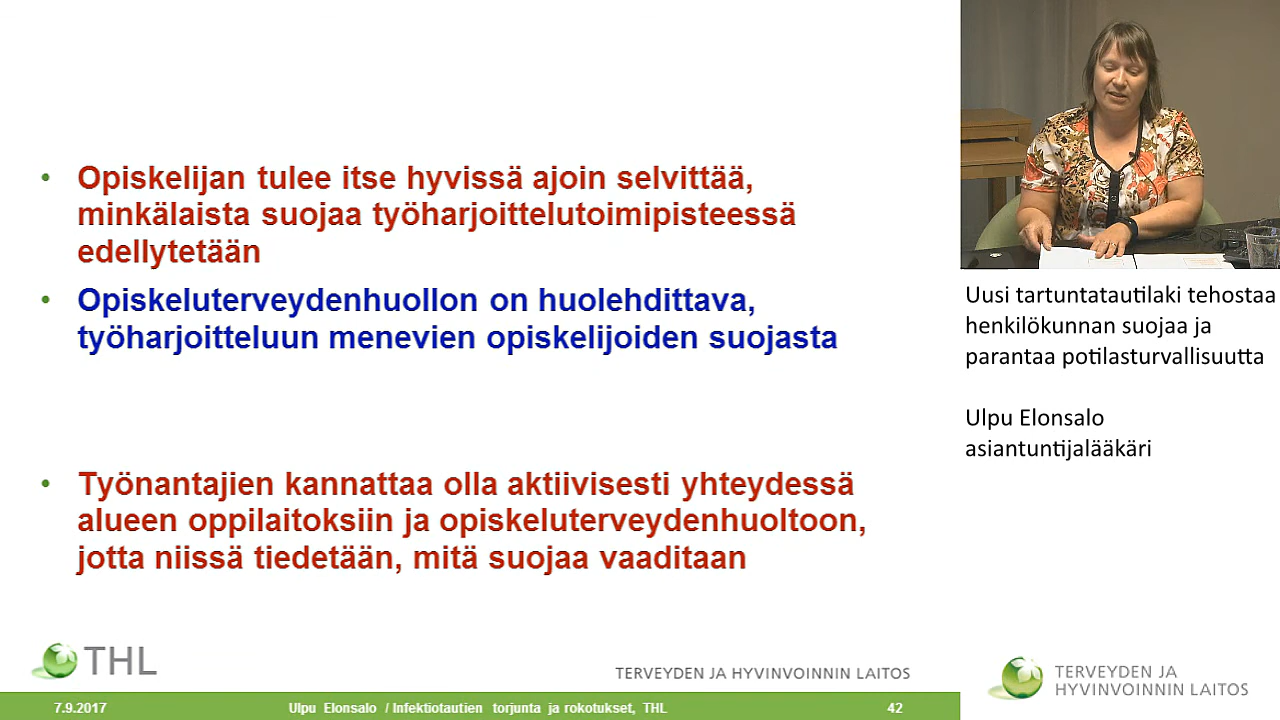 • Opiskelijan tulee itse hyvissä ajoin selvittää,
minkälaista suojaa työharjoittelutoimipisteessä
edellytetään
• Opiskeluterveydenhuollon on huolehdittava,
työharjoitteluun menevien opiskelijoiden suojasta
• Työnantajien kannattaa olla aktiivisesti yhteydessä
alueen oppilaitoksiin ja opiskeluterveydenhuoltoon,
jotta niissä tiedetään, mitä suojaa vaaditaan
THL
TERVEYDEN JA HYVINVOINNIN LAITOS
7.9.2017
Ulpu Elonsalo / Infektiotautien torjunta ja rokotukset, THL
42
Uusi tartuntatautilaki tehostaa
henkilökunnan suojaa ja
parantaa potilasturvallisuutta
Ulpu Elonsalo
asiantuntijalääkäri
TERVEYDEN JA
HYVINVOINNIN LAITOS